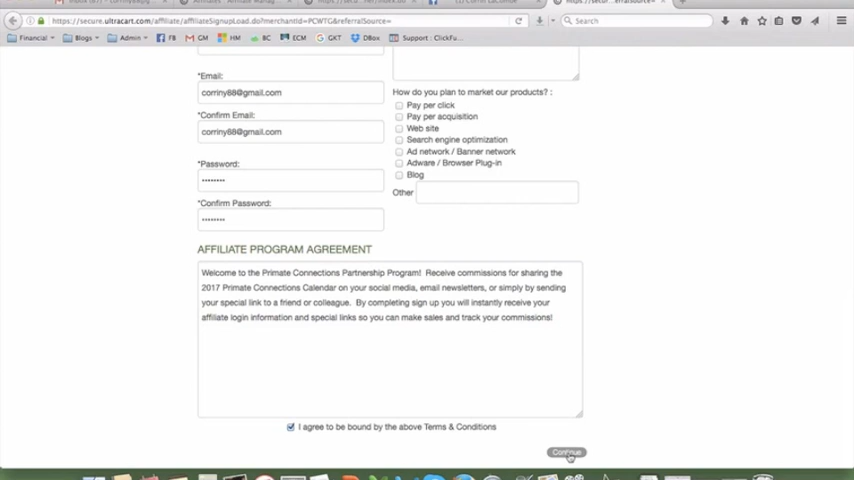 https://secure.ultracart.com/affiliate/affiliateSignupLoad.do?merchantId=PCWTG&referralSource=
Search
Financial
Blogs
Admin
FB
GM
HM
BC
ECM
GKT
DBox
Support : ClickFu...
*Email:
corriny88@gmail.com
*Confirm Email:
corriny88@gmail.com
*Password:
*Confirm Password:
How do you plan to market our products? :
Pay per click
Pay per acquisition
Web site
Search engine optimization
Ad network / Banner network
Adware / Browser Plug-in
Blog
Other
AFFILIATE PROGRAM AGREEMENT
Welcome to the Primate Connections Partnership Program! Receive commissions for sharing the
2017 Primate Connections Calendar on your social media, email newsletters, or simply by sending
your special link to a friend or colleague. By completing sign up you will instantly receive your
affiliate login information and special links so you can make sales and track your commissions!
I agree to be bound by the above Terms & Conditions
Continue